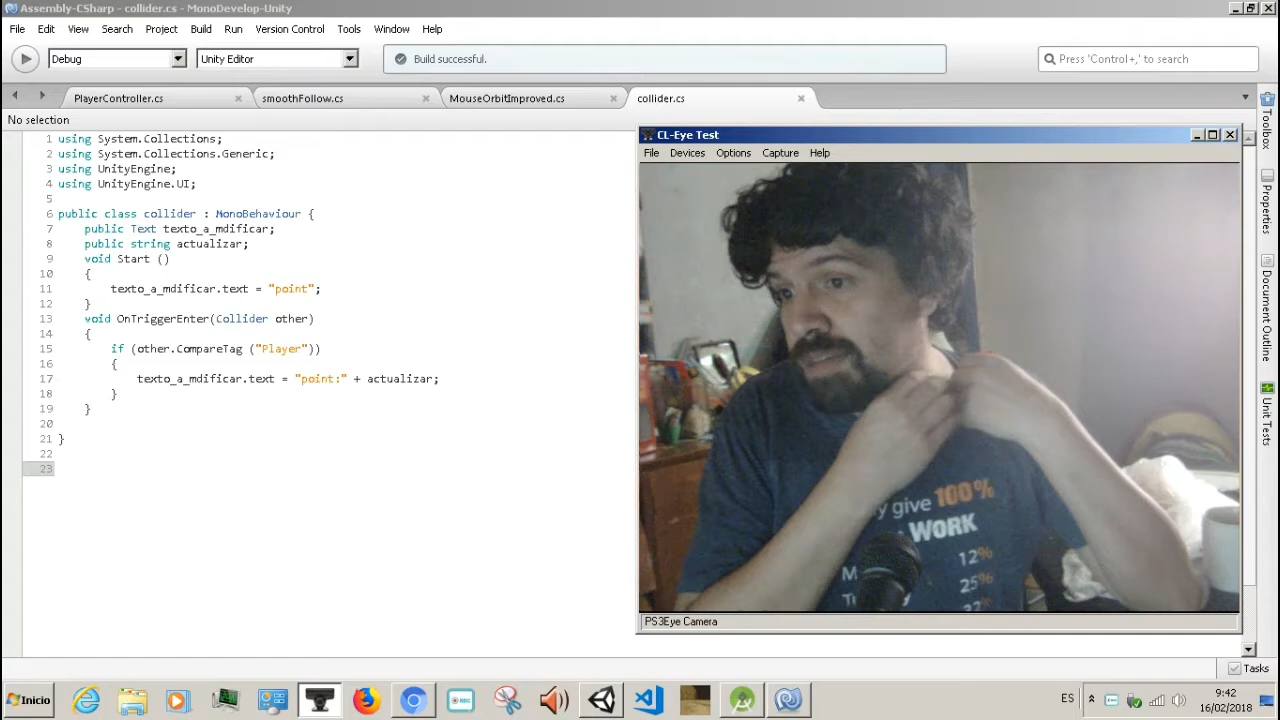 Assembly-CSharp - collider.cs - MonoDevelop-Unity
File Edit View Search Project Build Run Version Control Tools Window Help
Debug Unity Editor Build successful. Press 'Control+,' to search
PlayerController.cs smoothFollow.cs MouseOrbitImproved.cs collider.cs
No selection
1 using System.Collections;
2 using System.Collections.Generic;
3 using UnityEngine;
4 using UnityEngine.UI;
5
6 public class collider : MonoBehaviour {
7 public Text texto_a_mdificar;
8 public string actualizar;
9 void Start ()
10 {
11 texto_a_mdificar.text = "point";
12 }
13 void OnTriggerEnter(Collider other)
14 {
15 if (other.CompareTag ("Player"))
16 {
17 texto_a_mdificar.text = "point:" + actualizar;
18 }
19 }
20
21 }
22
23
CL-Eye Test
File Devices Options Capture Help
give 100%
WORK
12%
25%
PS3Eye Camera
Toolbox
Properties
Document Outline
Unit Tests
Tasks
Inicio
ES
9:42
16/02/2018